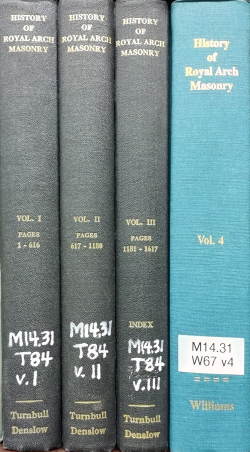 HISTORY
OF
ROYAL ARCH
MASONRY
VOL. I
PAGES
1 - 616
M14.31
T84
v. I
Turnbull
Denslow
HISTORY
OF
ROYAL ARCH
MASONRY
VOL. II
PAGES
617 - 1180
M14.31
T84
v. II
Turnbull
Denslow
HISTORY
OF
ROYAL ARCH
MASONRY
VOL. III
PAGES
1181 - 1617
INDEX
M14.31
T84
v. III
Turnbull
Denslow
History
of
Royal Arch
Masonry
Vol. 4
M14.31
W67 v4
====
Williams